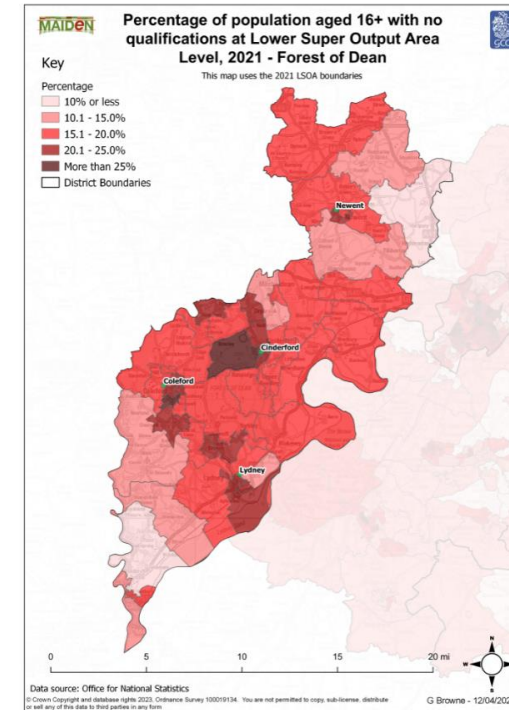 MAIDEN
Percentage of population aged 16+ with no
qualifications at Lower Super Output Area
Level, 2021 - Forest of Dean
This map uses the 2021 LSOA boundaries
GCC
Key
Percentage
10% or less
10.1 - 15.0%
15.1 - 20.0%
20.1 - 25.0%
More than 25%
District Boundaries
Newent
Cinderford
Coleford
Lydney
0 5 10 15 20 mi
N
W
S
Data source: Office for National Statistics
© Crown Copyright and database rights 2023. Ordnance Survey 100019134. You are not permitted to copy, sub-license, distribute
or sell any of this data to third parties in any form
G Browne - 12/04/202